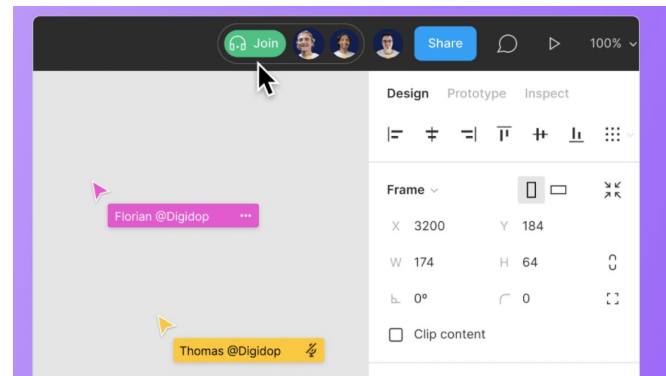 Join
Share
100%
Design Prototype Inspect
Frame
X 3200 Y 184
W 174 H 64
0° 0
Clip content
Florian @Digidop
Thomas @Digidop